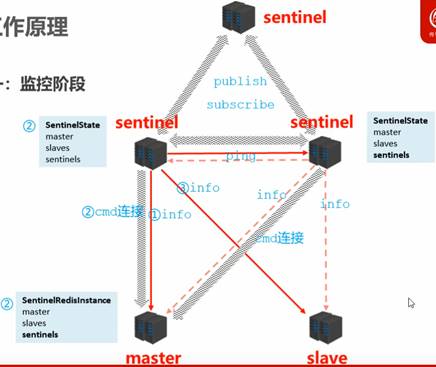 工作原理
一：监控阶段
sentinel
publish
subscribe
② SentinelState
master
slaves
sentinels
sentinel
sentinel
SentinelState
master
slaves
sentinels
ping
③info
②cmd连接
①info
info
info
cmd连接
② SentinelRedisInstance
master
slaves
sentinels
master
slave